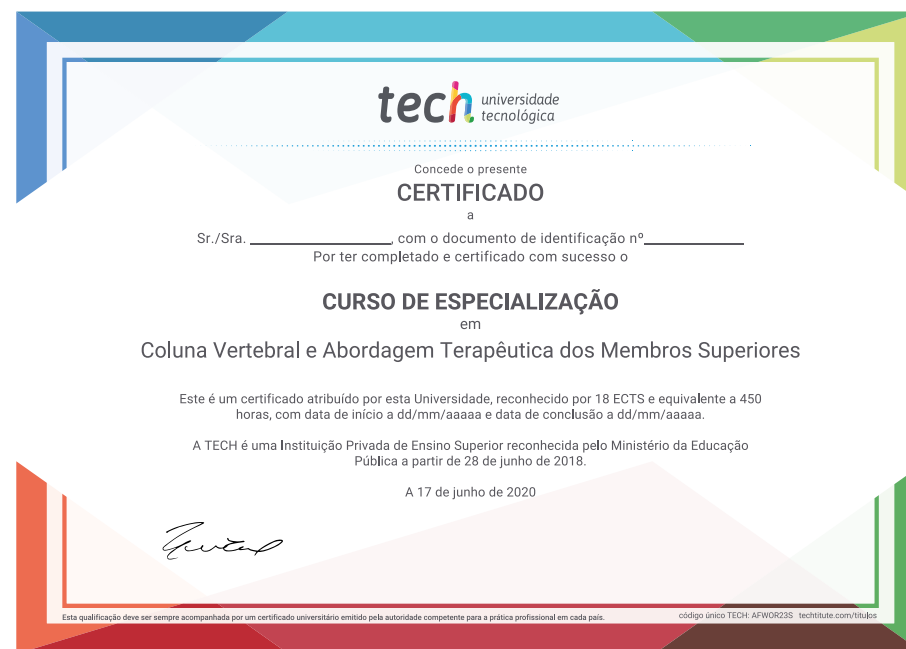 tech universidade
tecnológica
Concede o presente
CERTIFICADO
a
Sr./Sra. ________________, com o documento de identificação nº____________
Por ter completado e certificado com sucesso o
CURSO DE ESPECIALIZAÇÃO
em
Coluna Vertebral e Abordagem Terapêutica dos Membros Superiores
Este é um certificado atribuído por esta Universidade, reconhecido por 18 ECTS e equivalente a 450
horas, com data de início a dd/mm/aaaaa e data de conclusão a dd/mm/aaaaa.
A TECH é uma Instituição Privada de Ensino Superior reconhecida pelo Ministério da Educação
Pública a partir de 28 de junho de 2018.
A 17 de junho de 2020
Esta qualificação deve ser sempre acompanhada por um certificado universitário emitido pela autoridade competente para a prática profissional em cada país.
código único TECH: AFWOR23S techtitute.com/titulos